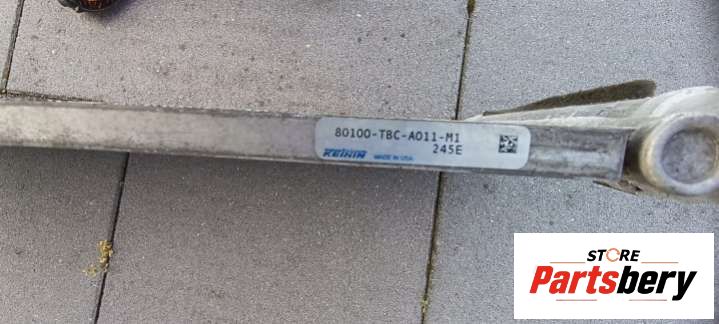 80100-TBC-A011-M1
245E
KEIHIN MADE IN USA
STORE
Partsbery